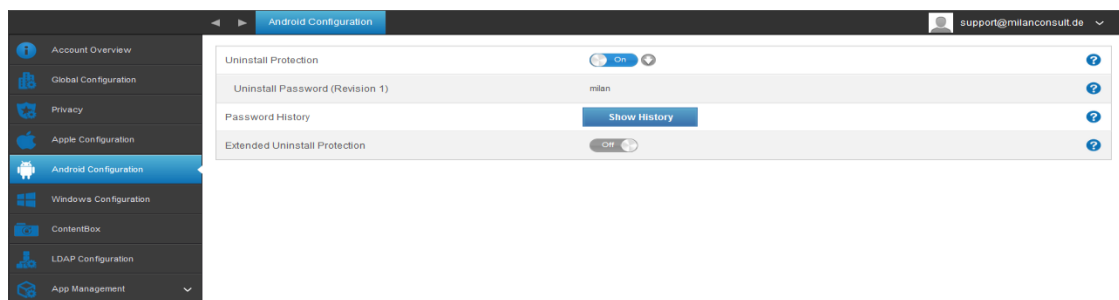 Android Configuration
support@milanconsult.de
Account Overview
Global Configuration
Privacy
Apple Configuration
Android Configuration
Windows Configuration
ContentBox
LDAP Configuration
App Management
Uninstall Protection On ?
Uninstall Password (Revision 1) milan ?
Password History Show History ?
Extended Uninstall Protection Off ?